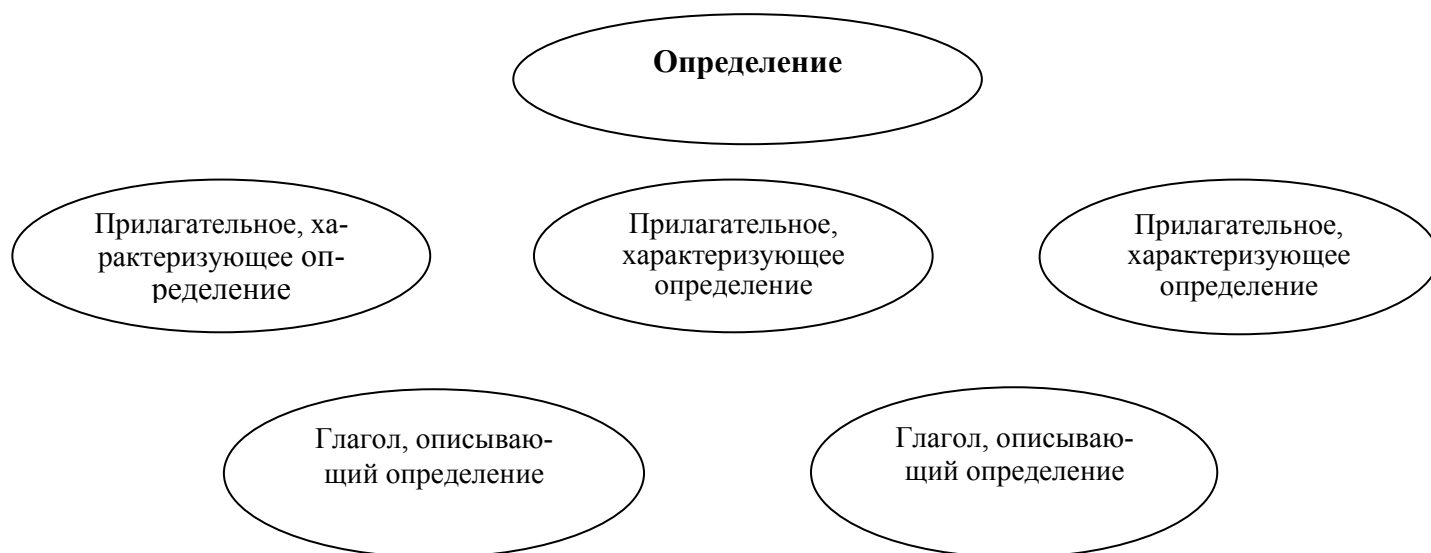 Определение
Прилагательное, ха-
рактеризующее оп-
ределение
Прилагательное,
характеризующее
определение
Прилагательное,
характеризующее
определение
Глагол, описываю-
щий определение
Глагол, описываю-
щий определение